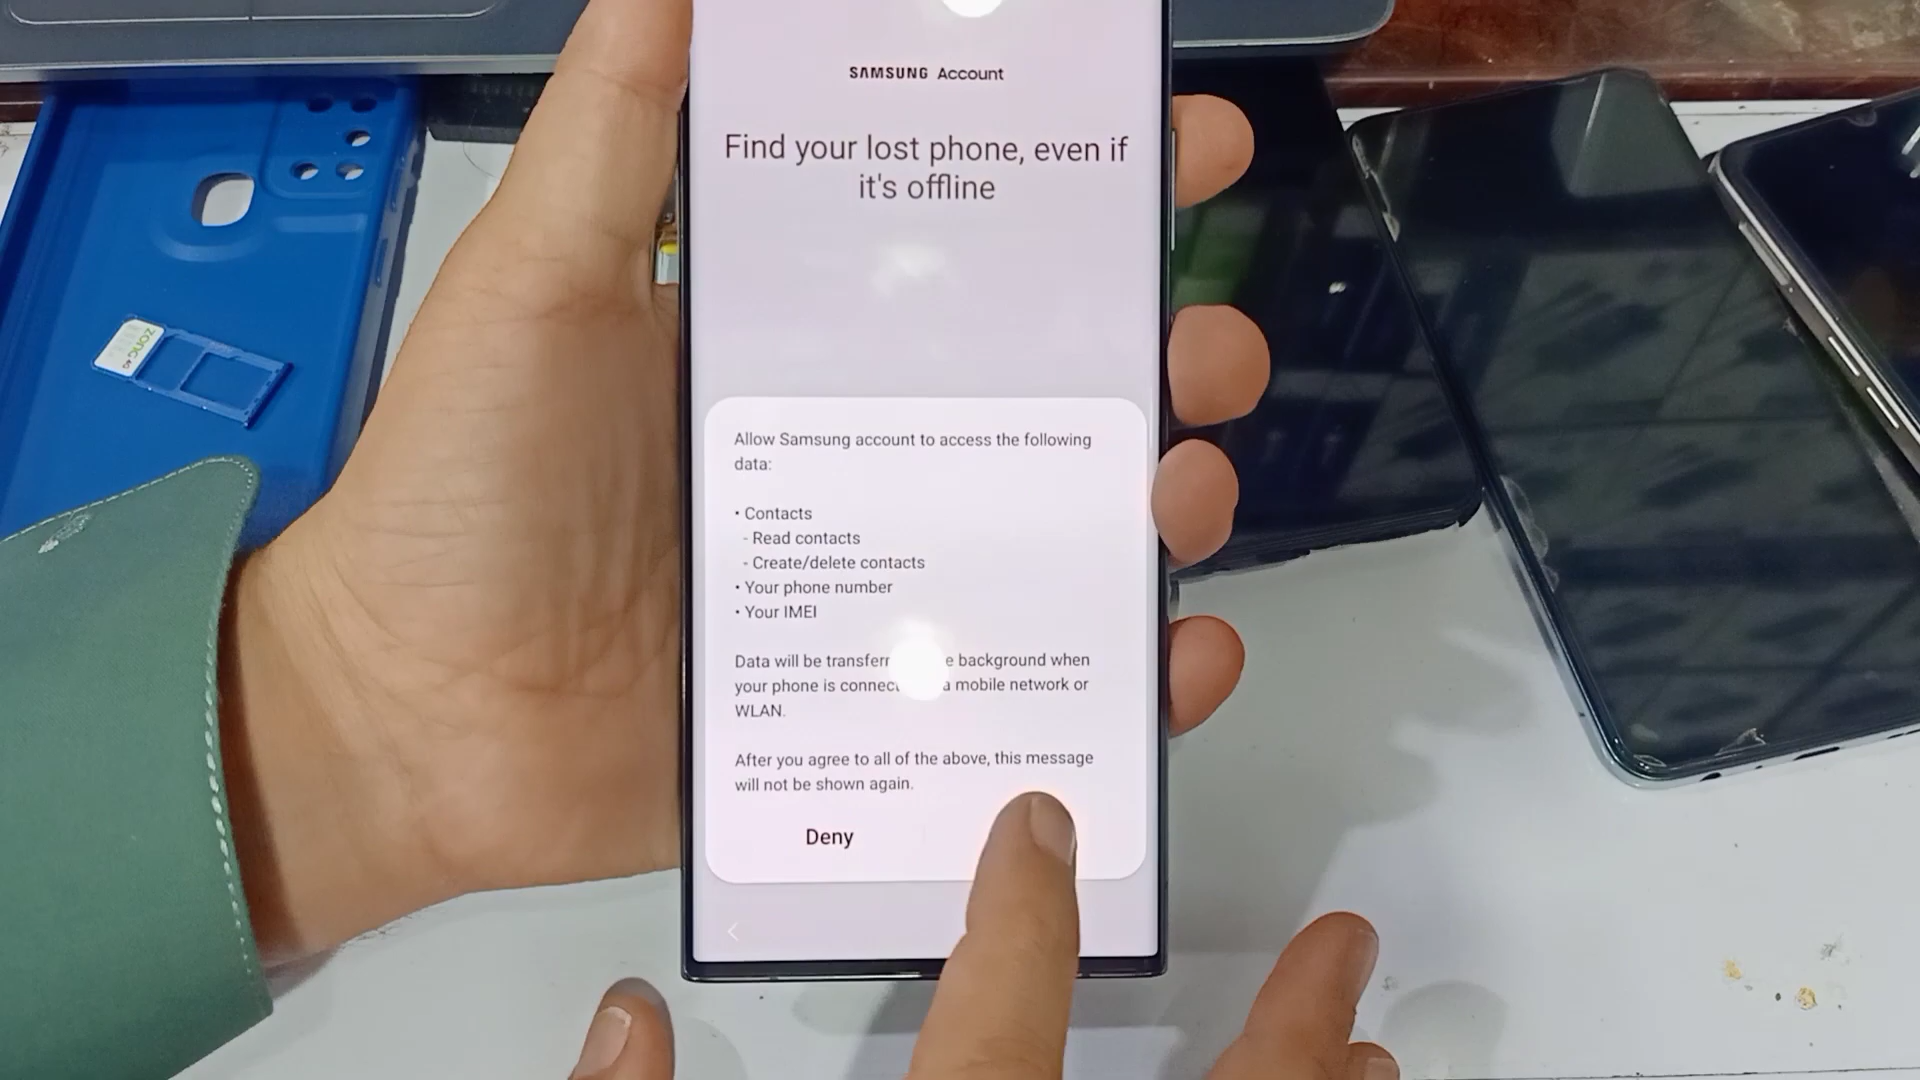 SAMSUNG Account
Find your lost phone, even if
it's offline
Allow Samsung account to access the following
data:
• Contacts
- Read contacts
- Create/delete contacts
• Your phone number
• Your IMEI
Data will be background when
your phone is a mobile network or
WLAN.
After you agree to all of the above, this message
will not be shown again.
Deny
ZONG 4G